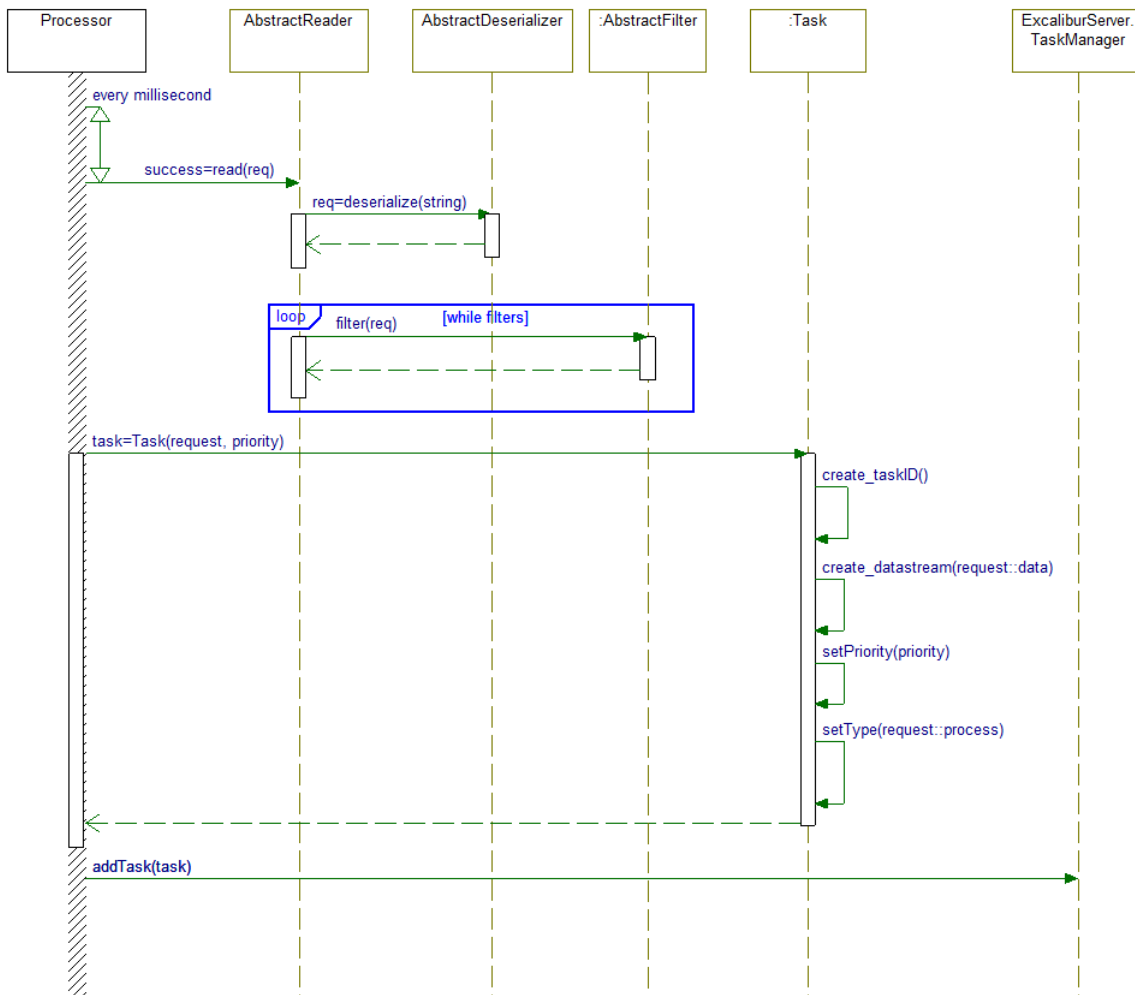 Processor
AbstractReader
AbstractDeserializer
:AbstractFilter
:Task
ExcaliburServer.
TaskManager
every millisecond
success=read(req)
req=deserialize(string)
loop
[while filters]
filter(req)
task=Task(request, priority)
create_taskID()
create_datastream(request::data)
setPriority(priority)
setType(request::process)
addTask(task)